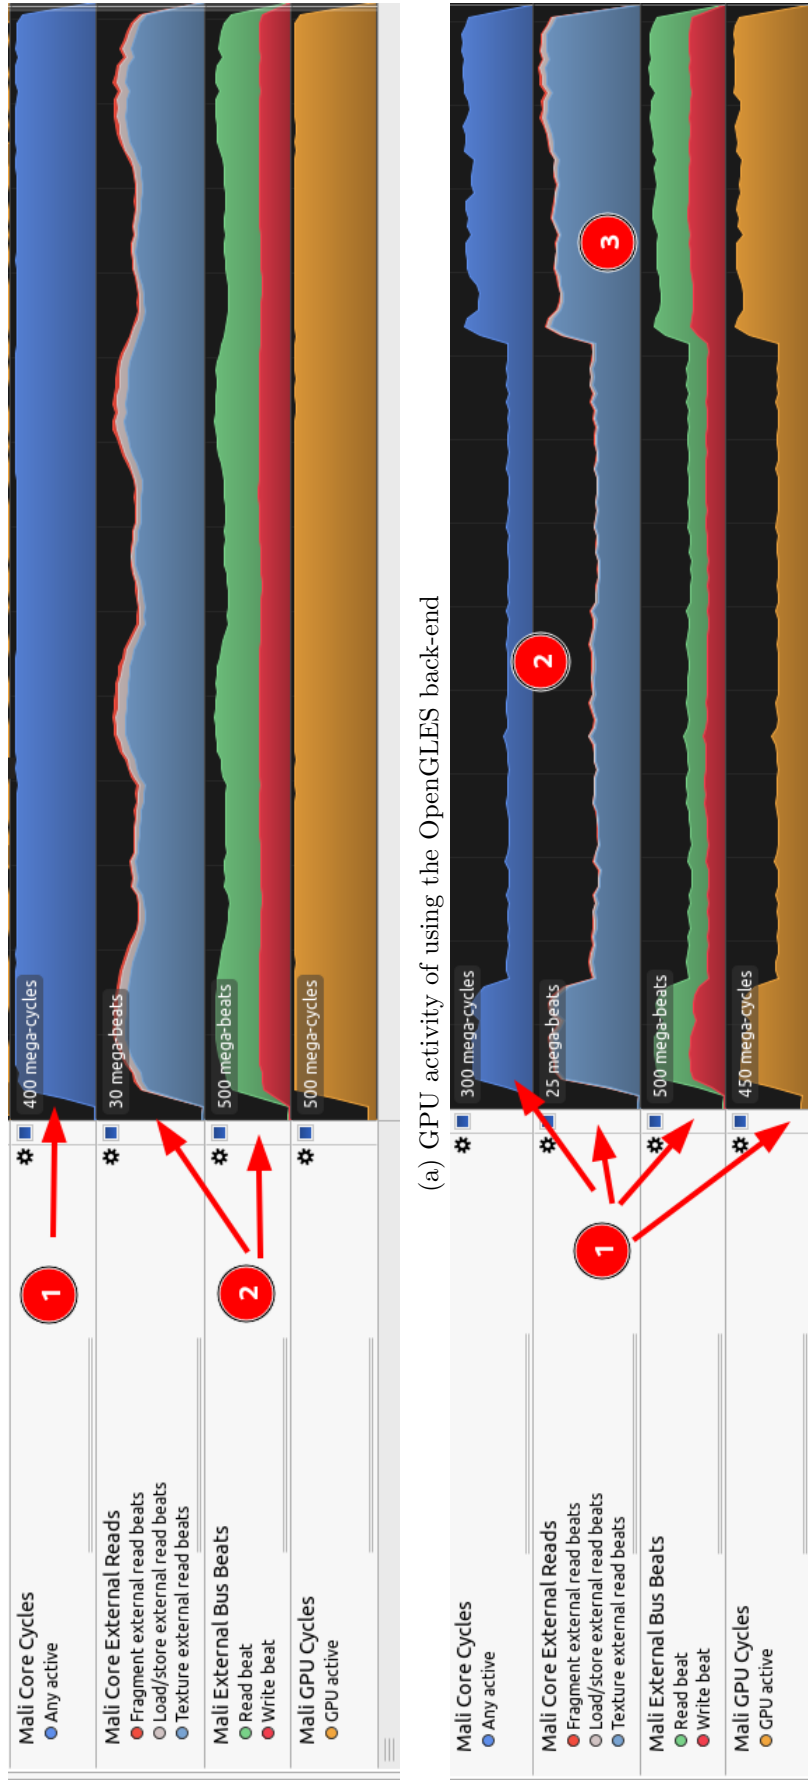 Mali Core Cycles
Any active
400 mega-cycles
1
Mali Core External Reads
Fragment external read beats
Load/store external read beats
Texture external read beats
30 mega-beats
Mali External Bus Beats
Read beat
Write beat
2
500 mega-beats
Mali GPU Cycles
GPU active
500 mega-cycles
(a) GPU activity of using the OpenGLES back-end
Mali Core Cycles
Any active
300 mega-cycles
2
Mali Core External Reads
Fragment external read beats
Load/store external read beats
Texture external read beats
1
25 mega-beats
3
Mali External Bus Beats
Read beat
Write beat
500 mega-beats
Mali GPU Cycles
GPU active
450 mega-cycles